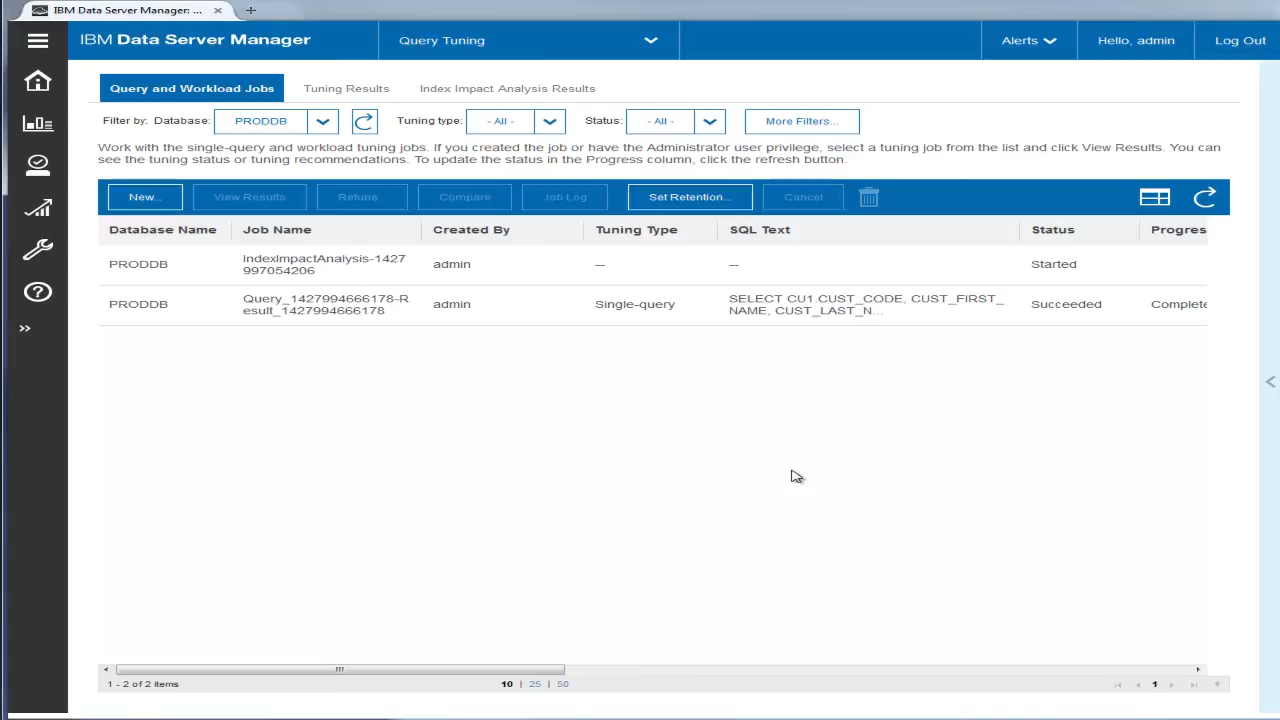 IBM Data Server Manager: ...
IBM Data Server Manager
Query Tuning
Alerts
Hello, admin
Log Out
Query and Workload Jobs
Tuning Results
Index Impact Analysis Results
Filter by: Database: PRODDB Tuning type: - All - Status: - All - More Filters...
Work with the single-query and workload tuning jobs. If you created the job or have the Administrator user privilege, select a tuning job from the list and click View Results. You can
see the tuning status or tuning recommendations. To update the status in the Progress column, click the refresh button.
New... View Results Retune Compare Job Log Set Retention... Cancel
Database Name Job Name Created By Tuning Type SQL Text Status Progres
PRODDB IndexImpactAnalysis-1427 admin -- -- Started
997054206
PRODDB Query_1427994666178-R admin Single-query SELECT CU1.CUST_CODE, CUST_FIRST_ Succeeded Complete
esult_1427994666178 NAME, CUST_LAST_N...
1 - 2 of 2 items
10 | 25 | 50
1